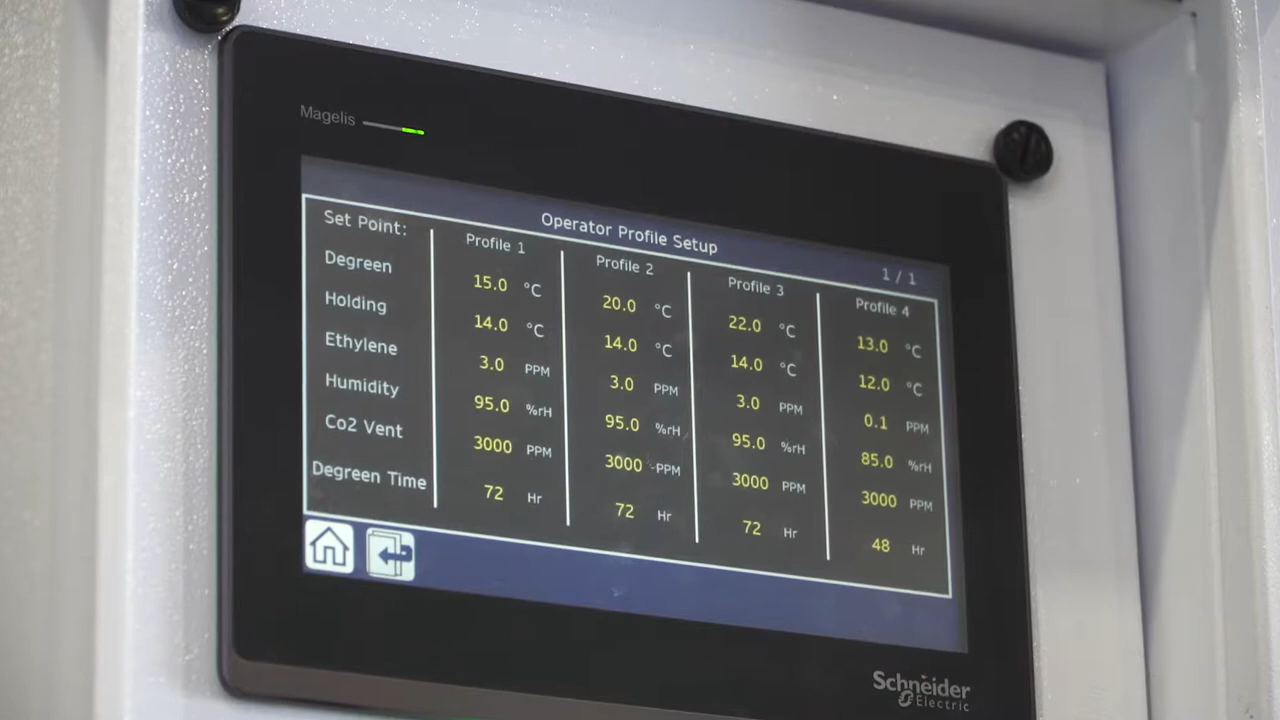 Magelis
Operator Profile Setup
1 / 1
Set Point: Profile 1 Profile 2 Profile 3 Profile 4
Degreen 15.0 °C 20.0 °C 22.0 °C 13.0 °C
Holding 14.0 °C 14.0 °C 14.0 °C 12.0 °C
Ethylene 3.0 PPM 3.0 PPM 3.0 PPM 0.1 PPM
Humidity 95.0 %rH 95.0 %rH 95.0 %rH 85.0 %rH
Co2 Vent 3000 PPM 3000 PPM 3000 PPM 3000 PPM
Degreen Time 72 Hr 72 Hr 72 Hr 48 Hr
Schneider
Electric